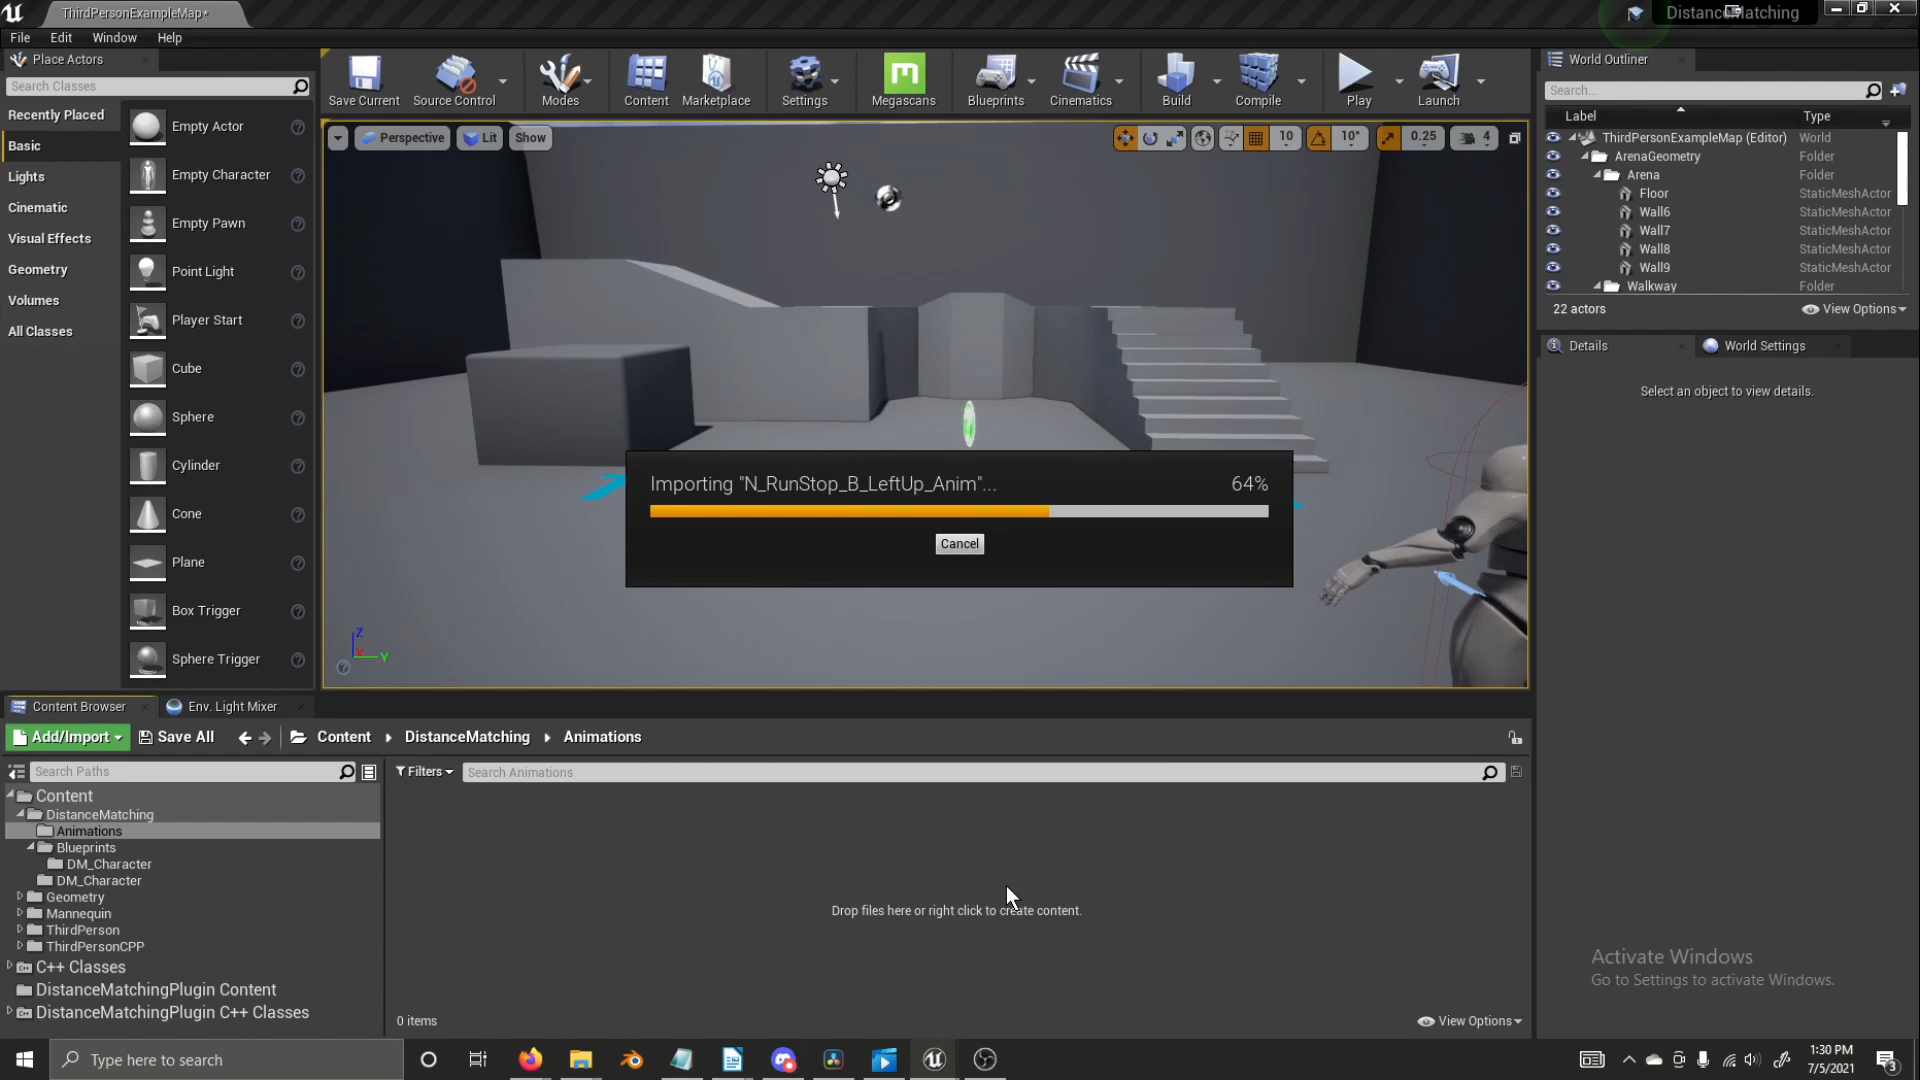 ThirdPersonExampleMap*
DistanceMatching
File Edit Window Help
Place Actors
Search Classes
Recently Placed
Basic
Lights
Cinematic
Visual Effects
Geometry
Volumes
All Classes
Empty Actor
Empty Character
Empty Pawn
Point Light
Player Start
Cube
Sphere
Cylinder
Cone
Plane
Box Trigger
Sphere Trigger
Save Current Source Control Modes Content Marketplace Settings Megascans Blueprints Cinematics Build Compile Play Launch
Perspective Lit Show 10 10° 0.25 4
Importing "N_RunStop_B_LeftUp_Anim"... 64%
Cancel
Z
X
Y
World Outliner
Search...
Label Type
ThirdPersonExampleMap (Editor) World
ArenaGeometry Folder
Arena Folder
Floor StaticMeshActor
Wall6 StaticMeshActor
Wall7 StaticMeshActor
Wall8 StaticMeshActor
Wall9 StaticMeshActor
Walkway Folder
22 actors View Options
Details World Settings
Select an object to view details.
Content Browser Env. Light Mixer
Add/Import Save All Content DistanceMatching Animations
Search Paths
Filters Search Animations
Content
DistanceMatching
Animations
Blueprints
DM_Character
DM_Character
Geometry
Mannequin
ThirdPerson
ThirdPersonCPP
C++ Classes
DistanceMatchingPlugin Content
DistanceMatchingPlugin C++ Classes
Drop files here or right click to create content.
0 items View Options
Activate Windows
Go to Settings to activate Windows.
Type here to search
1:30 PM
7/5/2021
3